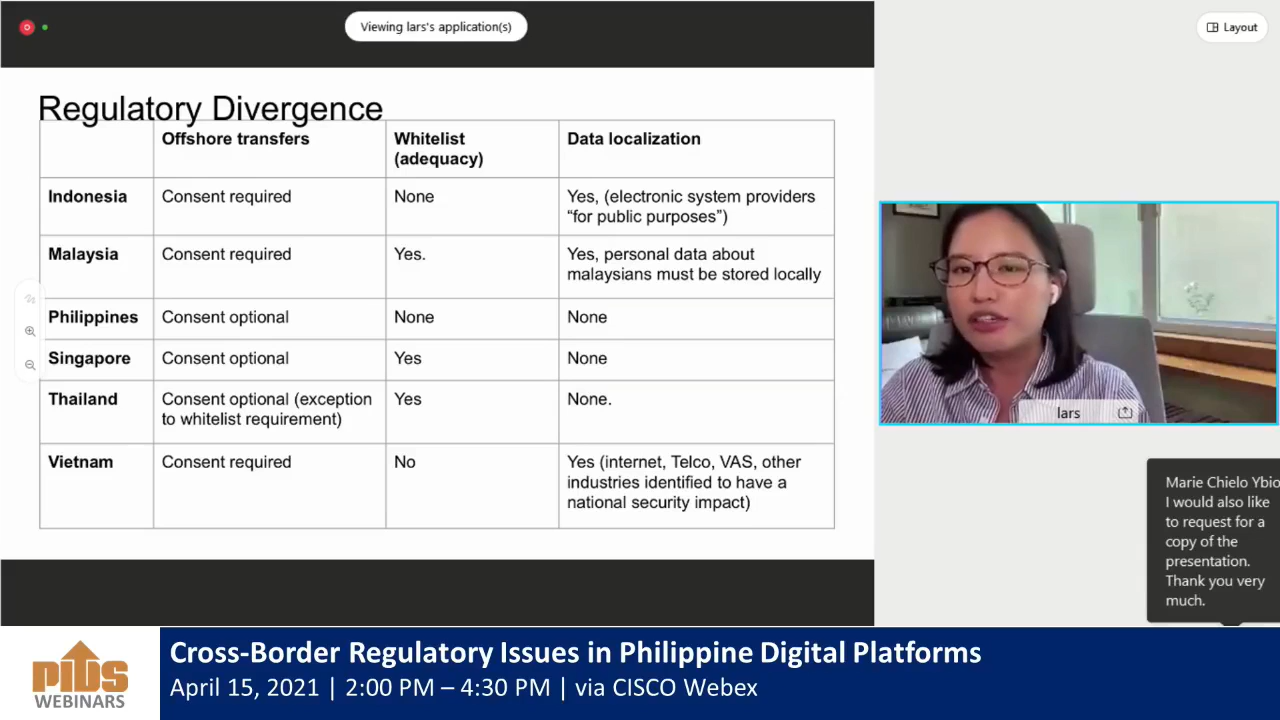 Viewing lars's application(s)
Layout
Regulatory Divergence
Offshore transfers
Whitelist
(adequacy)
Data localization
Indonesia
Consent required
None
Yes, (electronic system providers
“for public purposes”)
Malaysia
Consent required
Yes.
Yes, personal data about
malaysians must be stored locally
Philippines
Consent optional
None
None
Singapore
Consent optional
Yes
None
Thailand
Consent optional (exception
to whitelist requirement)
Yes
None.
Vietnam
Consent required
No
Yes (internet, Telco, VAS, other
industries identified to have a
national security impact)
lars
Marie Chielo Ybio
I would also like
to request for a
copy of the
presentation.
Thank you very
much.
PIDS
WEBINARS
Cross-Border Regulatory Issues in Philippine Digital Platforms
April 15, 2021 | 2:00 PM – 4:30 PM | via CISCO Webex